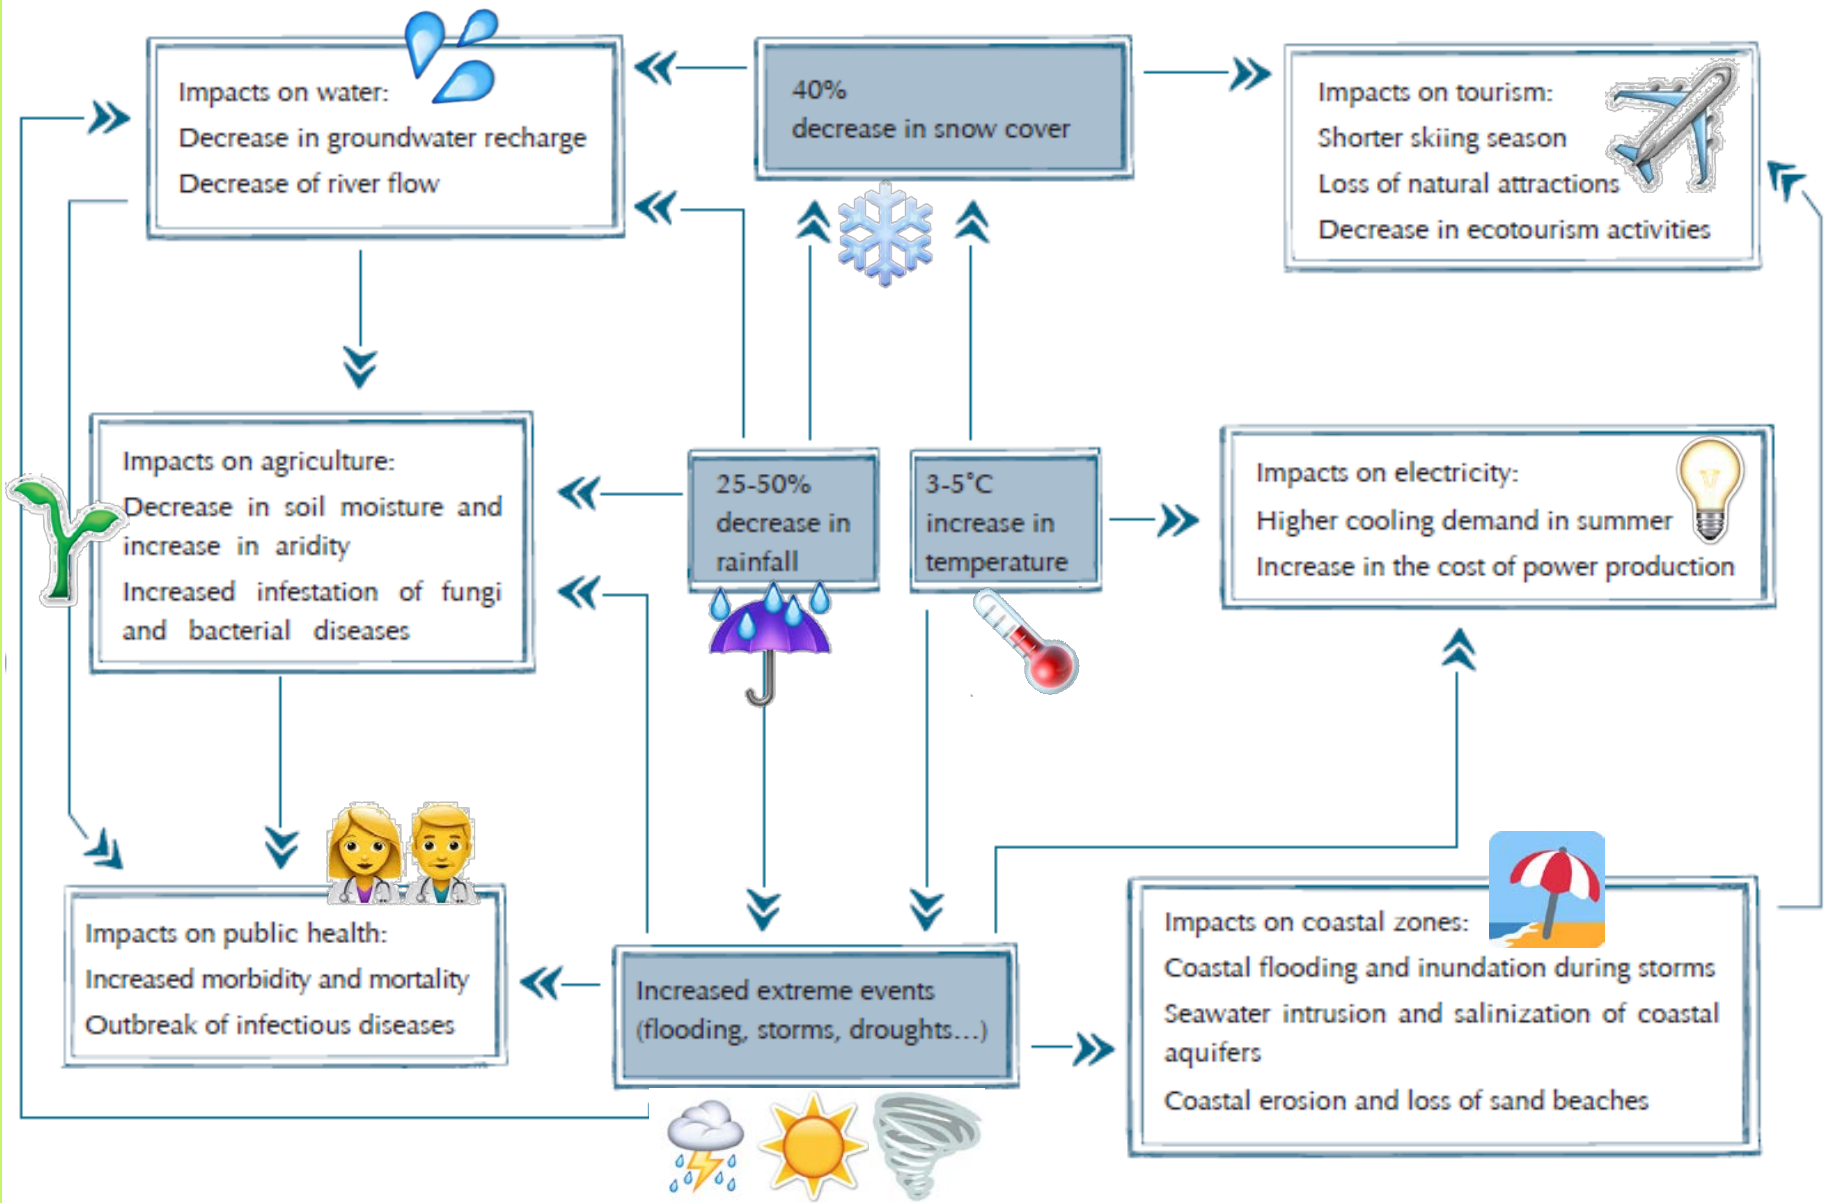 Impacts on water:
Decrease in groundwater recharge
Decrease of river flow
40%
decrease in snow cover
Impacts on tourism:
Shorter skiing season
Loss of natural attractions
Decrease in ecotourism activities
Impacts on agriculture:
Decrease in soil moisture and
increase in aridity
Increased infestation of fungi
and bacterial diseases
25-50%
decrease in
rainfall
3-5°C
increase in
temperature
Impacts on electricity:
Higher cooling demand in summer
Increase in the cost of power production
Impacts on public health:
Increased morbidity and mortality
Outbreak of infectious diseases
Increased extreme events
(flooding, storms, droughts...)
Impacts on coastal zones:
Coastal flooding and inundation during storms
Seawater intrusion and salinization of coastal
aquifers
Coastal erosion and loss of sand beaches